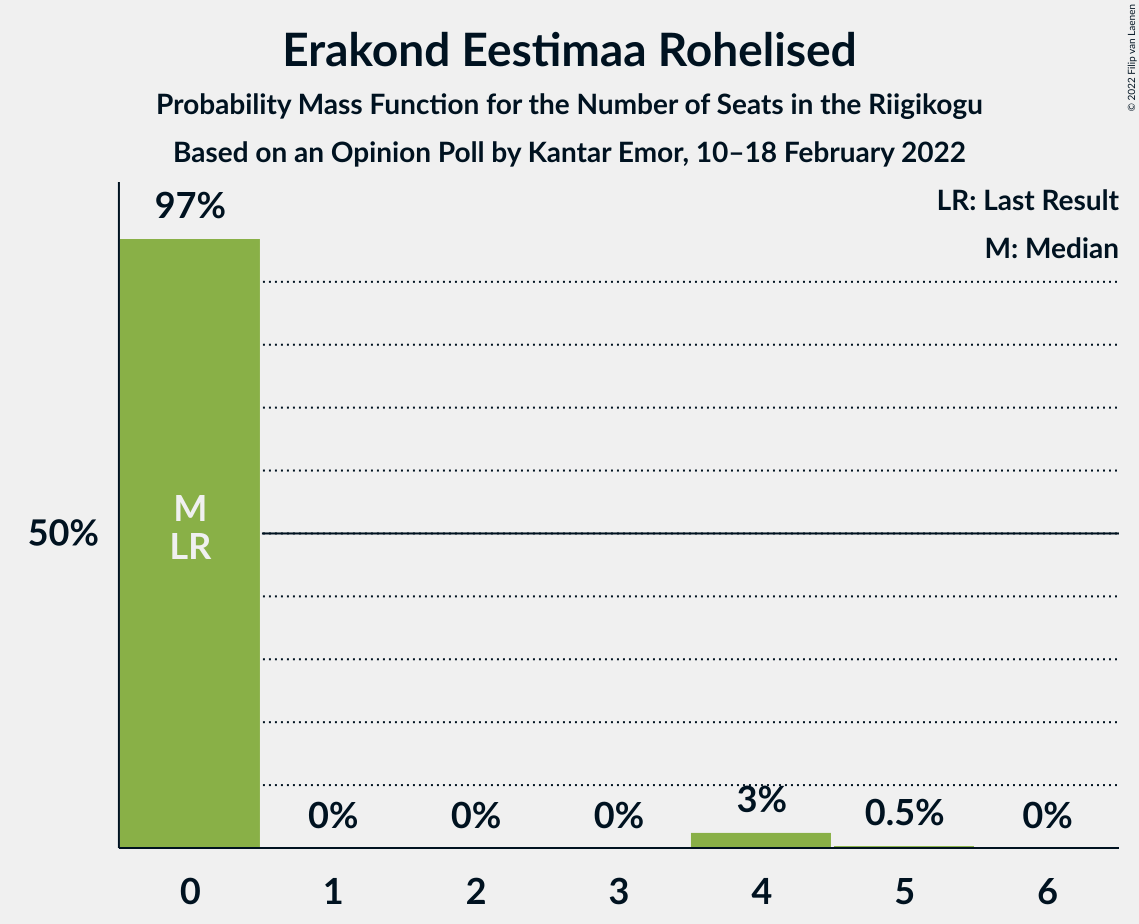 Erakond Eestimaa Rohelised
Probability Mass Function for the Number of Seats in the Riigikogu
Based on an Opinion Poll by Kantar Emor, 10–18 February 2022
© 2022 Filip van Laenen
LR: Last Result
M: Median
97%
M
LR
50%
0%
0%
0%
3%
0.5%
0%
0
1
2
3
4
5
6